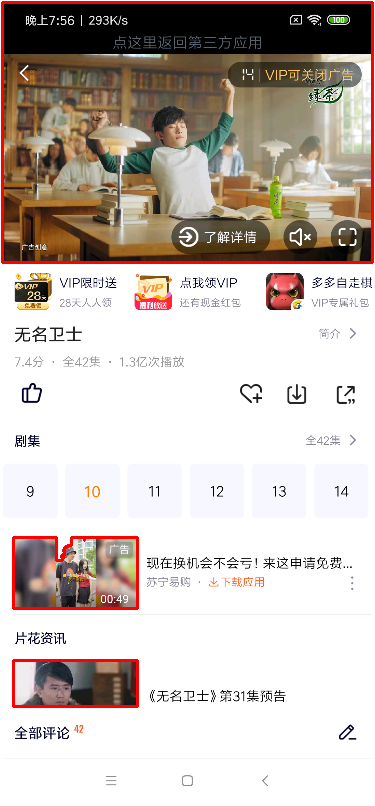 晚上7:56 | 293K/s
100
点这里返回第三方应用
14 VIP可关闭广告
绿茶
了解详情
广告创意
VIP
28天
VIP限时送
28天人人领
VIP
点我领VIP
还有现金红包
多多自走棋
VIP专属礼包
无名卫士
简介
7.4分 · 全42集 · 1.3亿次播放
剧集
全42集
9
10
11
12
13
14
广告
00:49
现在换机会不会亏！来这申请免费...
苏宁易购 · 下载应用
片花资讯
《无名卫士》第31集预告
全部评论 42